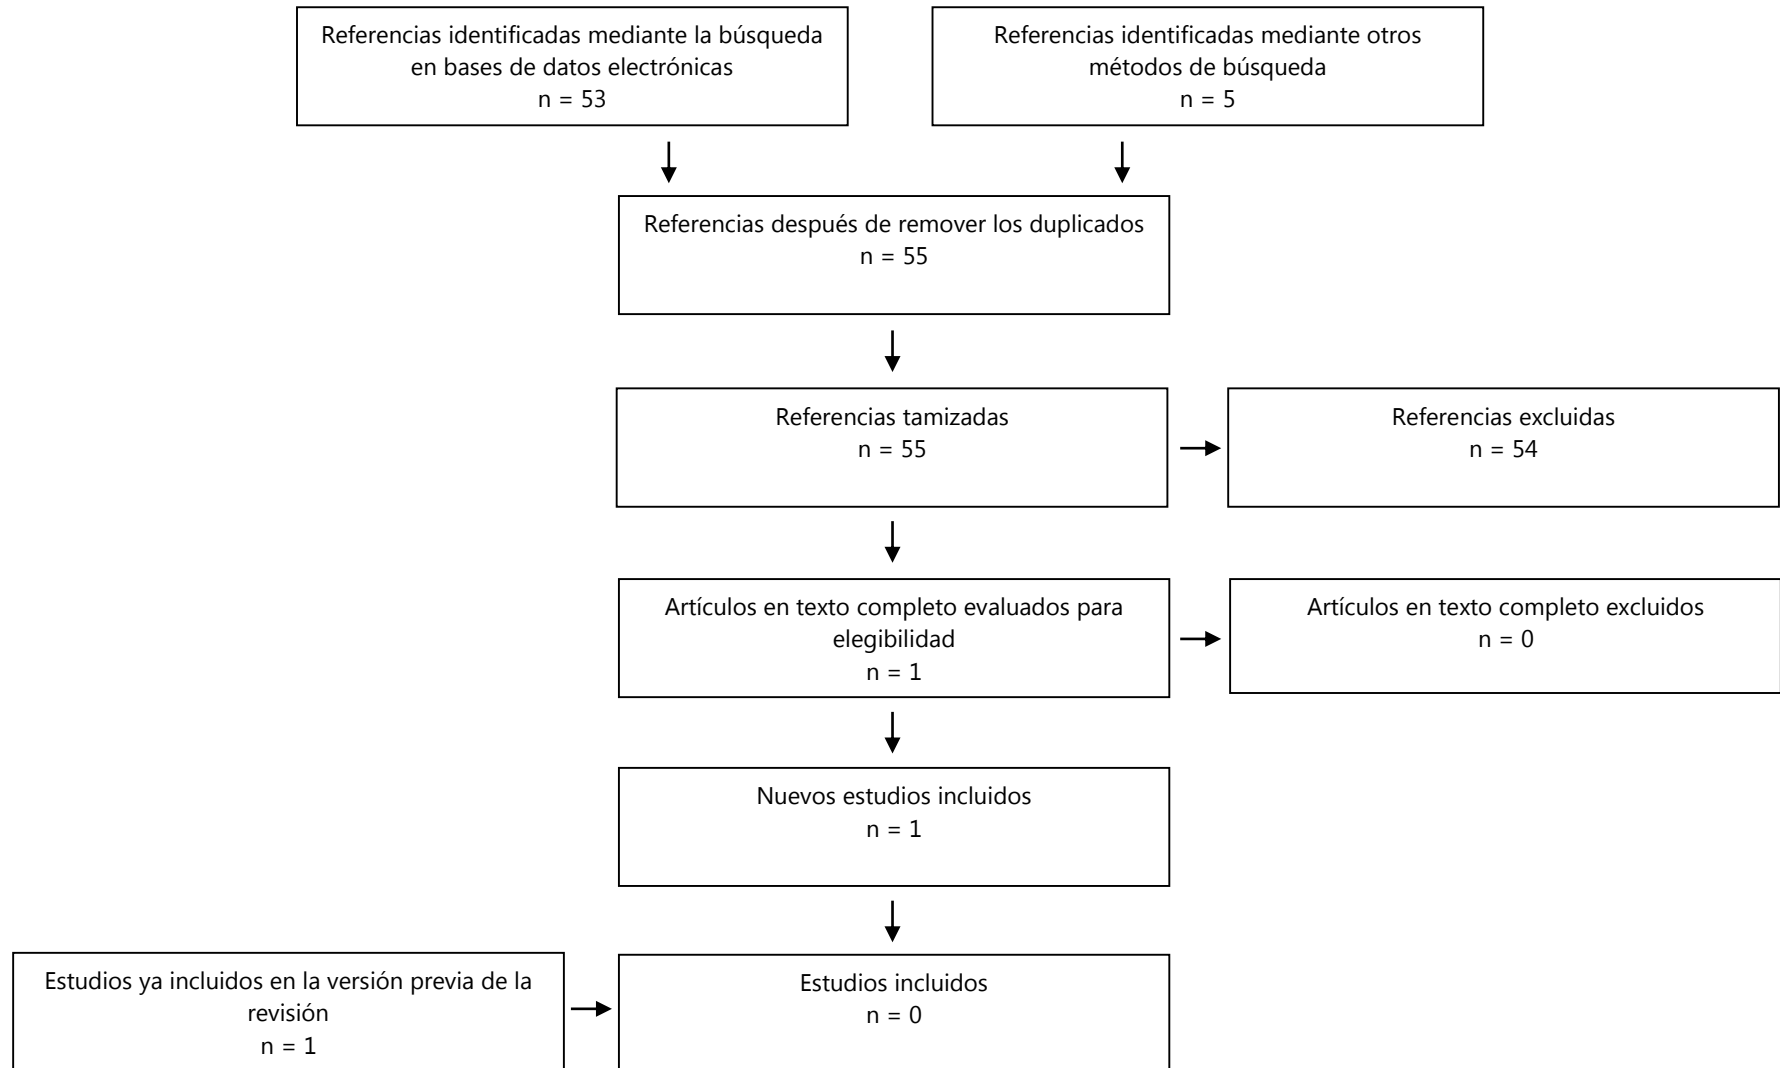 Referencias identificadas mediante la búsqueda
en bases de datos electrónicas
n = 53
Referencias identificadas mediante otros
métodos de búsqueda
n = 5
Referencias después de remover los duplicados
n = 55
Referencias tamizadas
n = 55
Referencias excluidas
n = 54
Artículos en texto completo evaluados para
elegibilidad
n = 1
Artículos en texto completo excluidos
n = 0
Nuevos estudios incluidos
n = 1
Estudios ya incluidos en la versión previa de la
revisión
n = 1
Estudios incluidos
n = 0